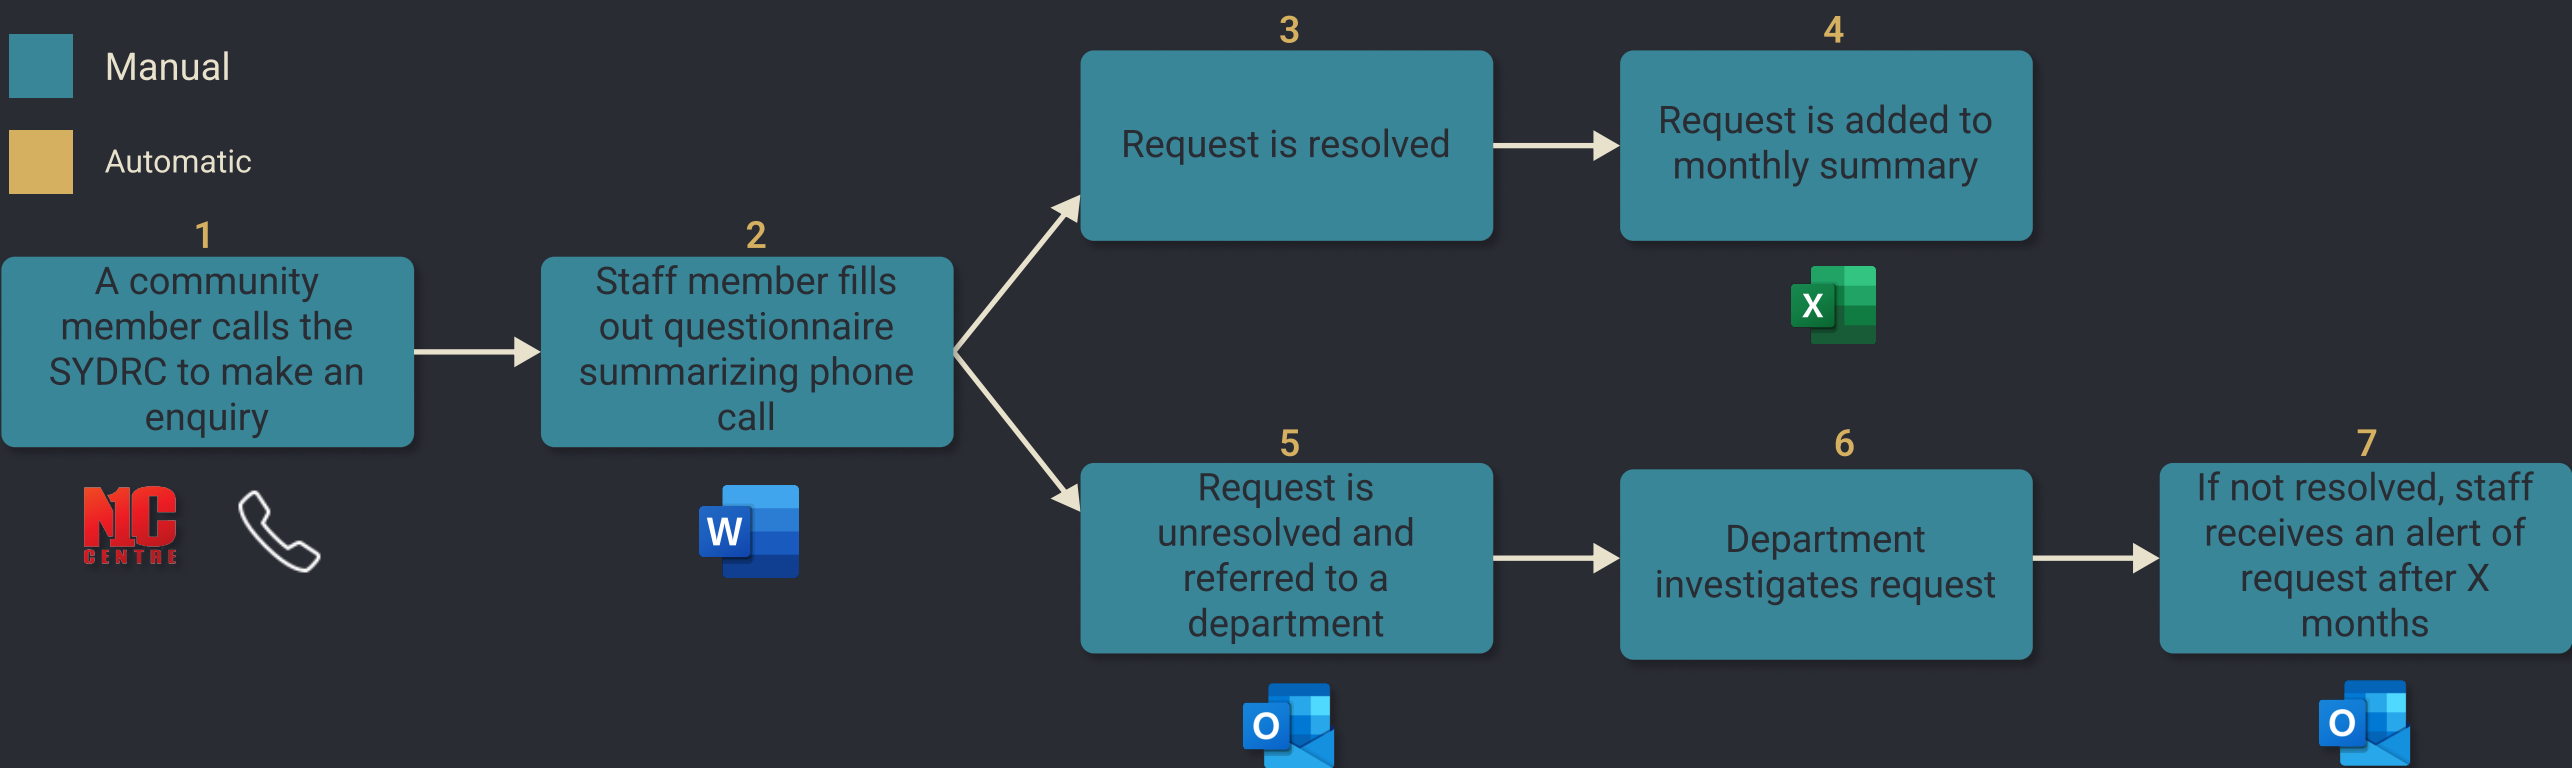 Manual
Automatic
1
A community
member calls the
SYDRC to make an
enquiry
N1C
CENTRE
2
Staff member fills
out questionnaire
summarizing phone
call
W
3
Request is resolved
4
Request is added to
monthly summary
X
5
Request is
unresolved and
referred to a
department
O
6
Department
investigates request
7
If not resolved, staff
receives an alert of
request after X
months
O